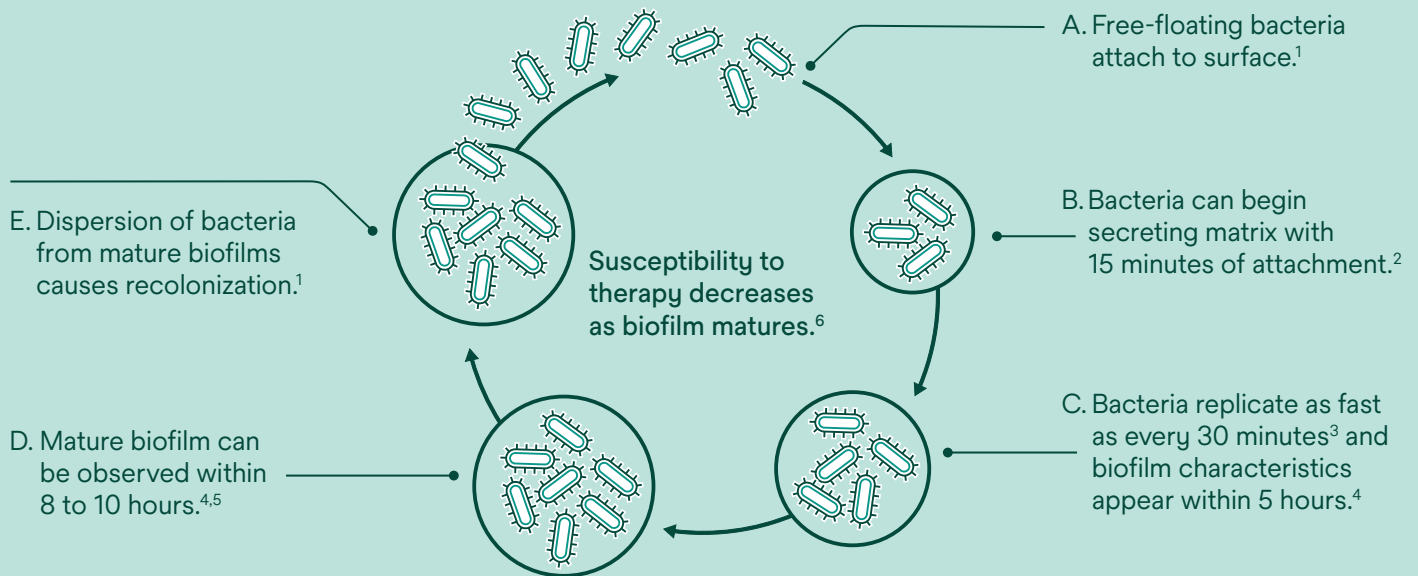 A. Free-floating bacteria
attach to surface.¹
B. Bacteria can begin
secreting matrix with
15 minutes of attachment.²
C. Bacteria replicate as fast
as every 30 minutes³ and
biofilm characteristics
appear within 5 hours.⁴
D. Mature biofilm can
be observed within
8 to 10 hours.⁴,⁵
E. Dispersion of bacteria
from mature biofilms
causes recolonization.¹
Susceptibility to
therapy decreases
as biofilm matures.⁶